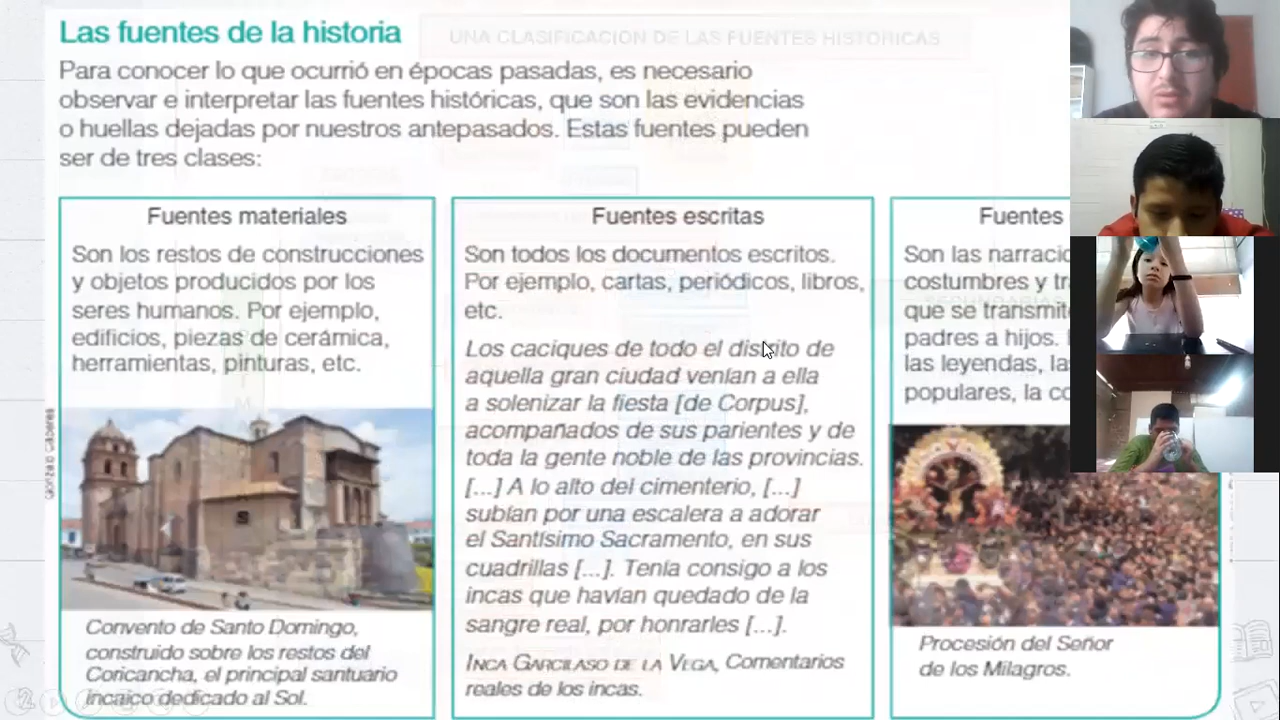 Las fuentes de la historia
UNA CLASIFICACION DE LAS FUENTES HISTORICAS
Para conocer lo que ocurrió en épocas pasadas, es necesario
observar e interpretar las fuentes históricas, que son las evidencias
o huellas dejadas por nuestros antepasados. Estas fuentes pueden
ser de tres clases:
Fuentes materiales
Son los restos de construcciones
y objetos producidos por los
seres humanos. Por ejemplo,
edificios, piezas de cerámica,
herramientas, pinturas, etc.
Convento de Santo Domingo,
construido sobre los restos del
Coricancha, el principal santuario
incaico dedicado al Sol.
Fuentes escritas
Son todos los documentos escritos.
Por ejemplo, cartas, periódicos, libros,
etc.
Los caciques de todo el distrito de
aquella gran ciudad venían a ella
a solenizar la fiesta [de Corpus],
acompañados de sus parientes y de
toda la gente noble de las provincias.
[...] A lo alto del cimenterio, [...]
subían por una escalera a adorar
el Santísimo Sacramento, en sus
cuadrillas [...]. Tenía consigo a los
incas que havían quedado de la
sangre real, por honrarles [...].
INCA GARCILASO DE LA VEGA, Comentarios
reales de los incas.
Fuentes
Son las
costumbres y
que se
padres a hijos.
las leyendas,
populares, la
Procesión del Señor
de los Milagros.